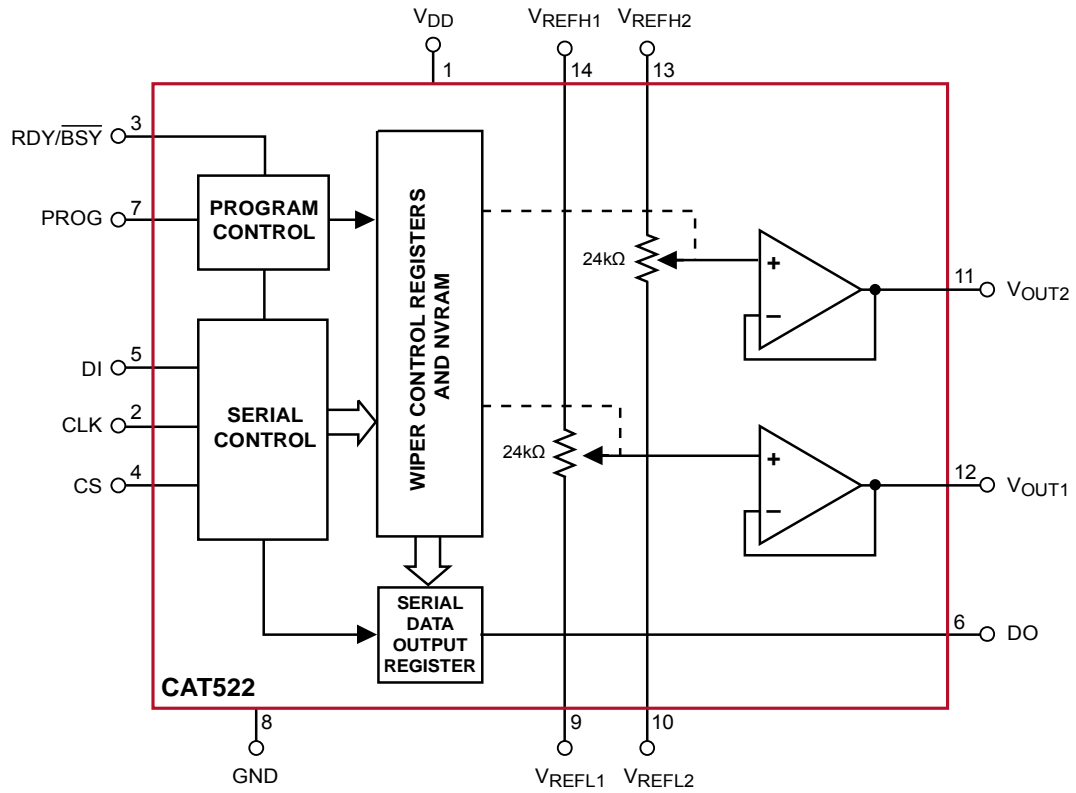 VDD
VREFH1
VREFH2
1
14
13
RDY/BSY
3
PROG
7
PROGRAM
CONTROL
WIPER CONTROL REGISTERS
AND NVRAM
24kΩ
+
−
11
VOUT2
DI
5
CLK
2
CS
4
SERIAL
CONTROL
24kΩ
+
−
12
VOUT1
SERIAL
DATA
OUTPUT
REGISTER
6
DO
CAT522
8
9
10
GND
VREFL1
VREFL2